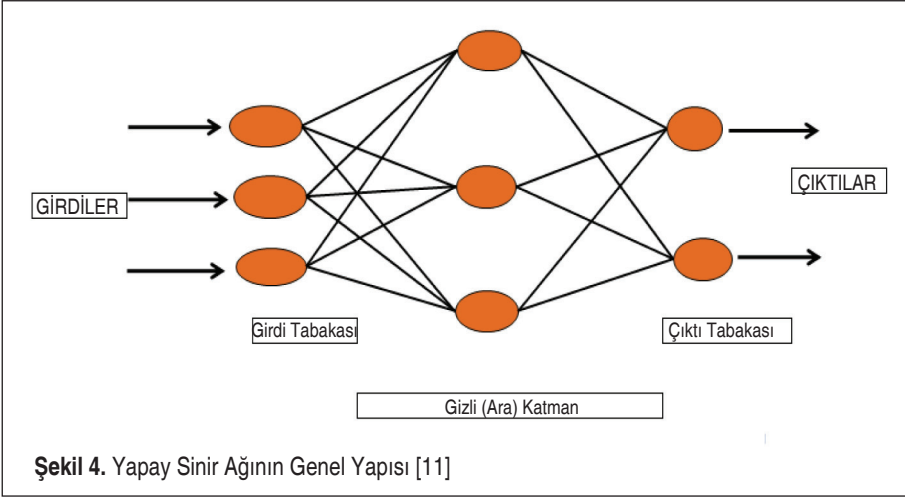 GİRDİLER
ÇIKTILAR
Girdi Tabakası
Çıktı Tabakası
Gizli (Ara) Katman
Şekil 4. Yapay Sinir Ağının Genel Yapısı [11]